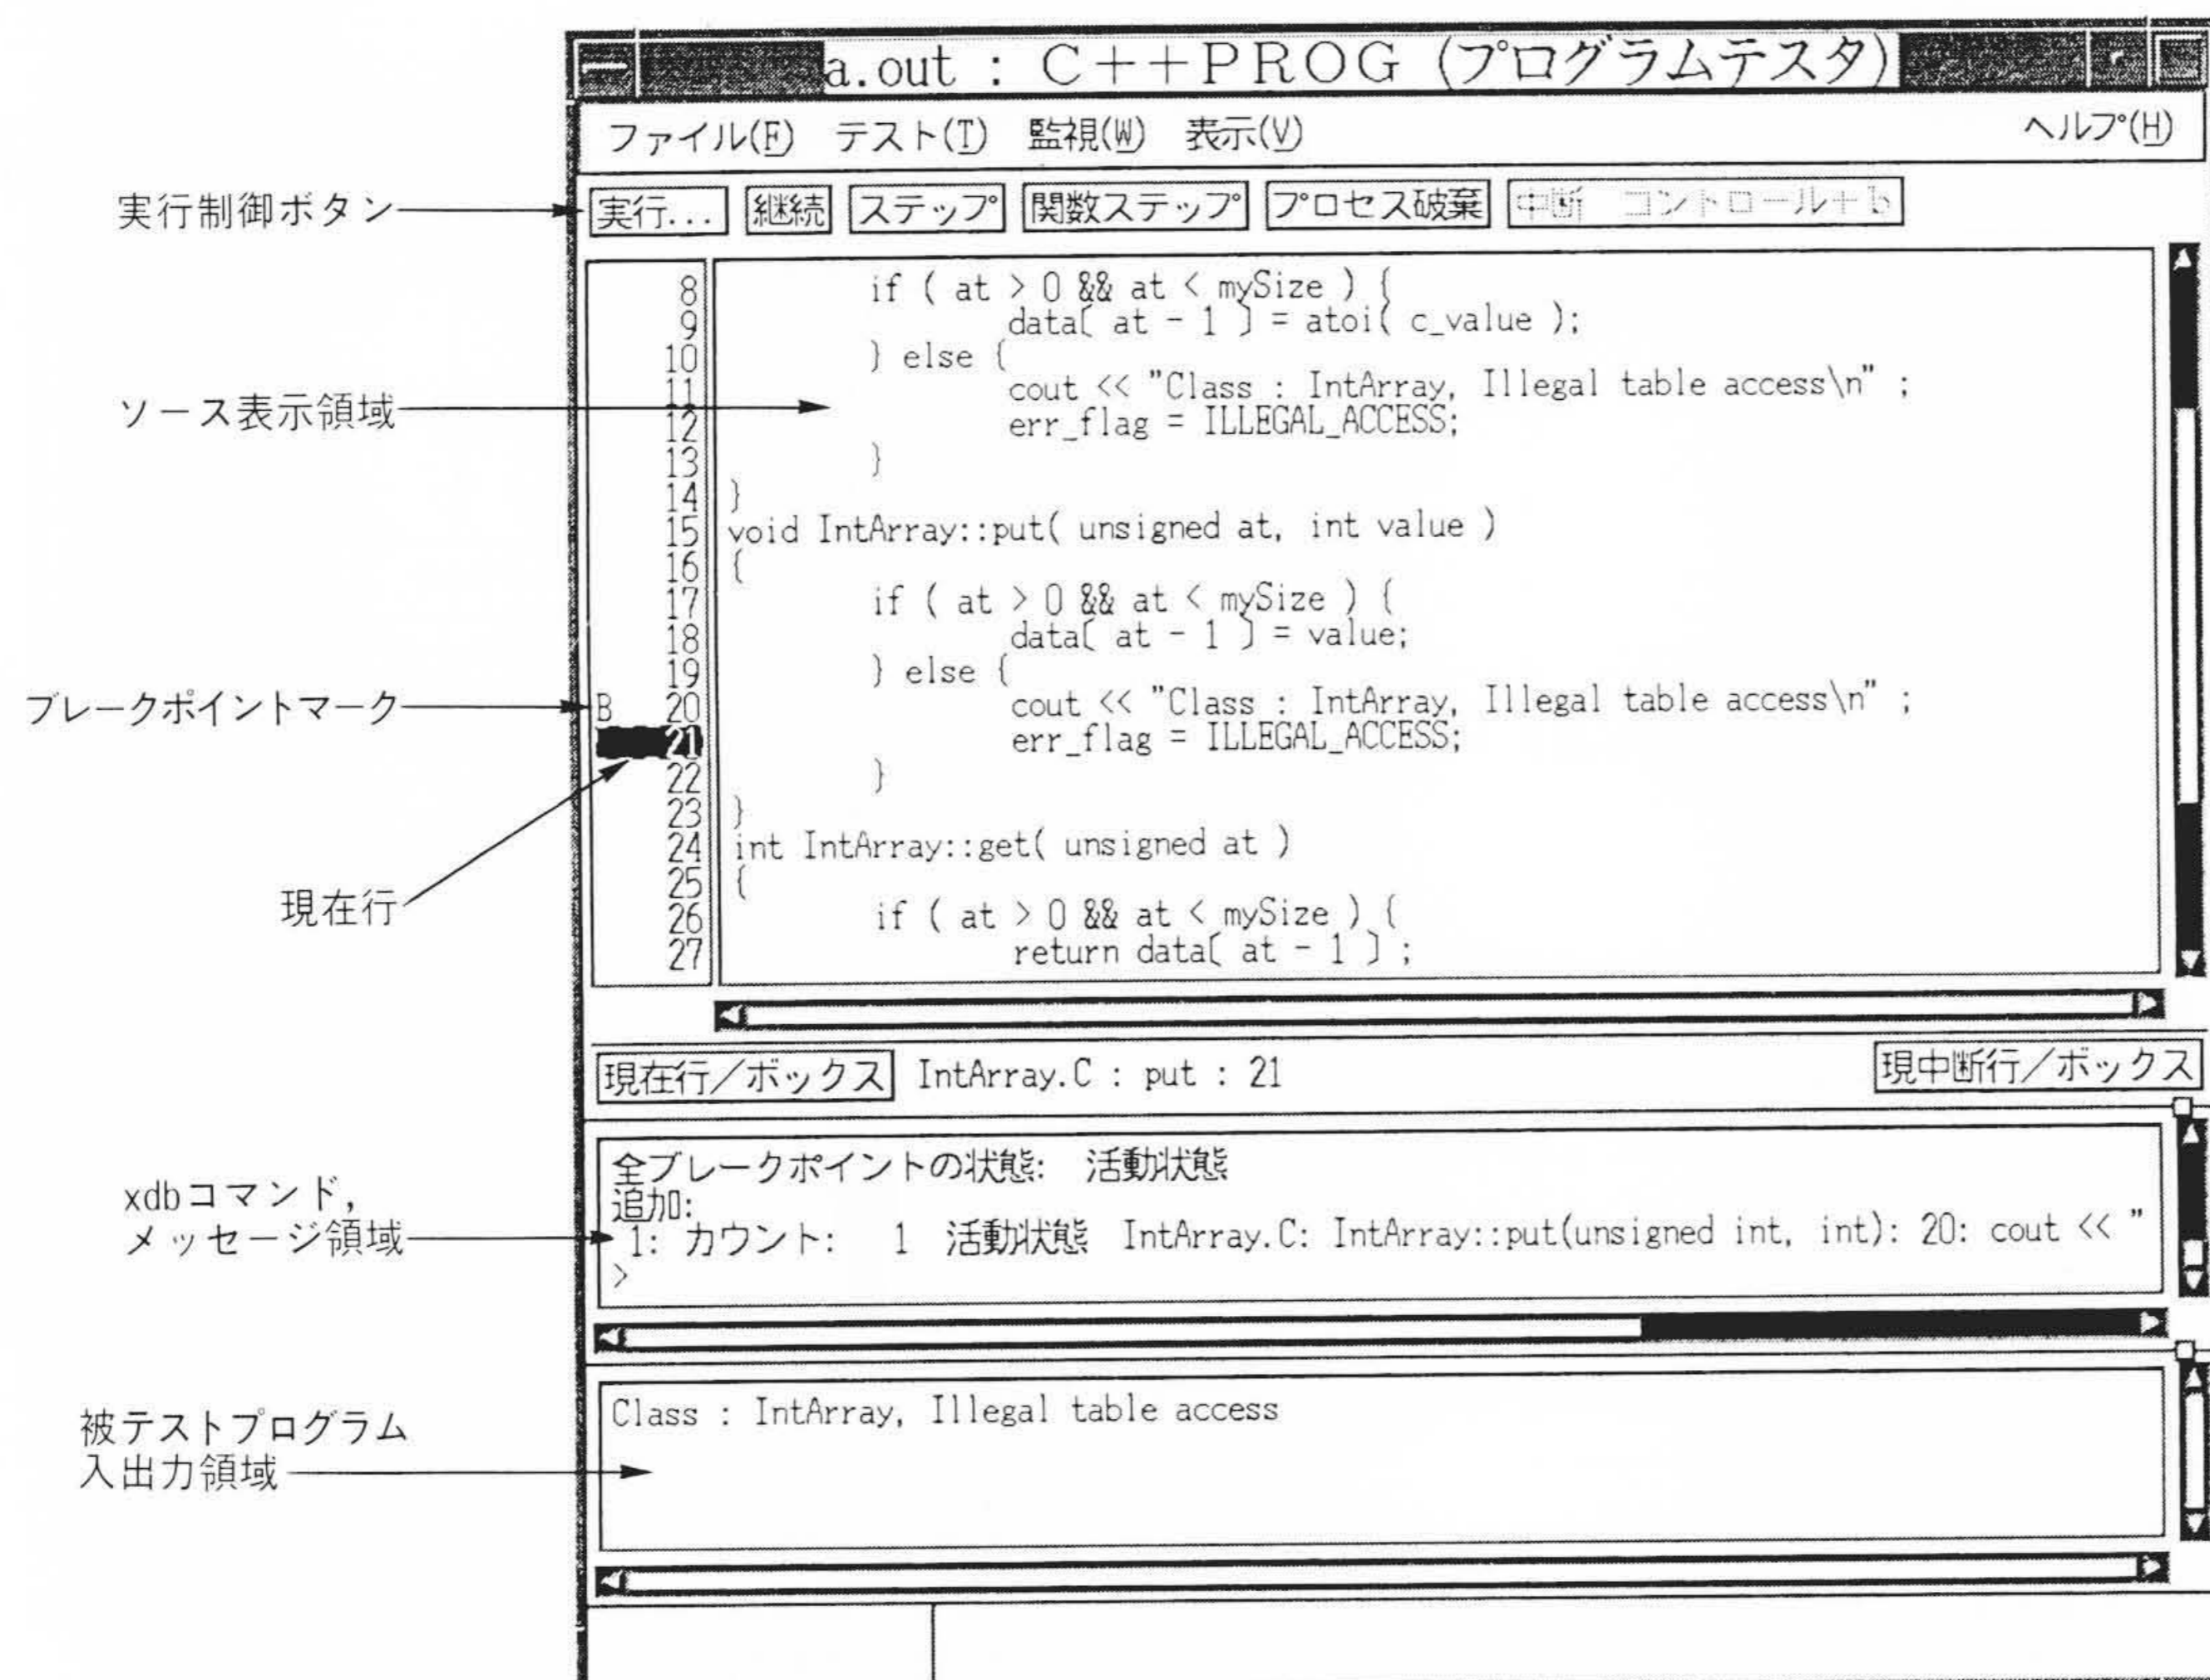 a.out : C++PROG (プログラムテスタ)
ファイル(F) テスト(T) 監視(W) 表示(V) ヘルプ(H)
実行制御ボタン
実行... 継続 ステップ 関数ステップ プロセス破棄 中断 コントロール+b
8 if ( at > 0 && at < mySize ) {
9 data[ at - 1 ] = atoi( c_value );
10 } else {
11 cout << "Class : IntArray, Illegal table access\n" ;
ソース表示領域
12 err_flag = ILLEGAL_ACCESS;
13 }
14 }
15 void IntArray::put( unsigned at, int value )
16 {
17 if ( at > 0 && at < mySize ) {
18 data[ at - 1 ] = value;
19 } else {
ブレークポイントマーク
B 20 cout << "Class : IntArray, Illegal table access\n" ;
21 err_flag = ILLEGAL_ACCESS;
22 }
23 }
24 int IntArray::get( unsigned at )
25 {
現在行
26 if ( at > 0 && at < mySize ) {
27 return data[ at - 1 ] ;
現在行/ボックス IntArray.C : put : 21 現中断行/ボックス
xdbコマンド,
メッセージ領域
全ブレークポイントの状態: 活動状態
追加:
1: カウント: 1 活動状態 IntArray.C: IntArray::put(unsigned int, int): 20: cout << "
>
被テストプログラム
入出力領域
Class : IntArray, Illegal table access